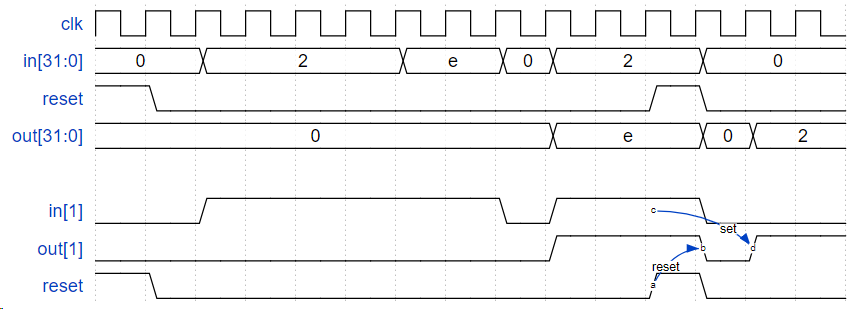 clk
in[31:0] 0 2 e 0 2 0
reset
out[31:0] 0 e 0 2
in[1] c
set
out[1] b d
reset
reset a